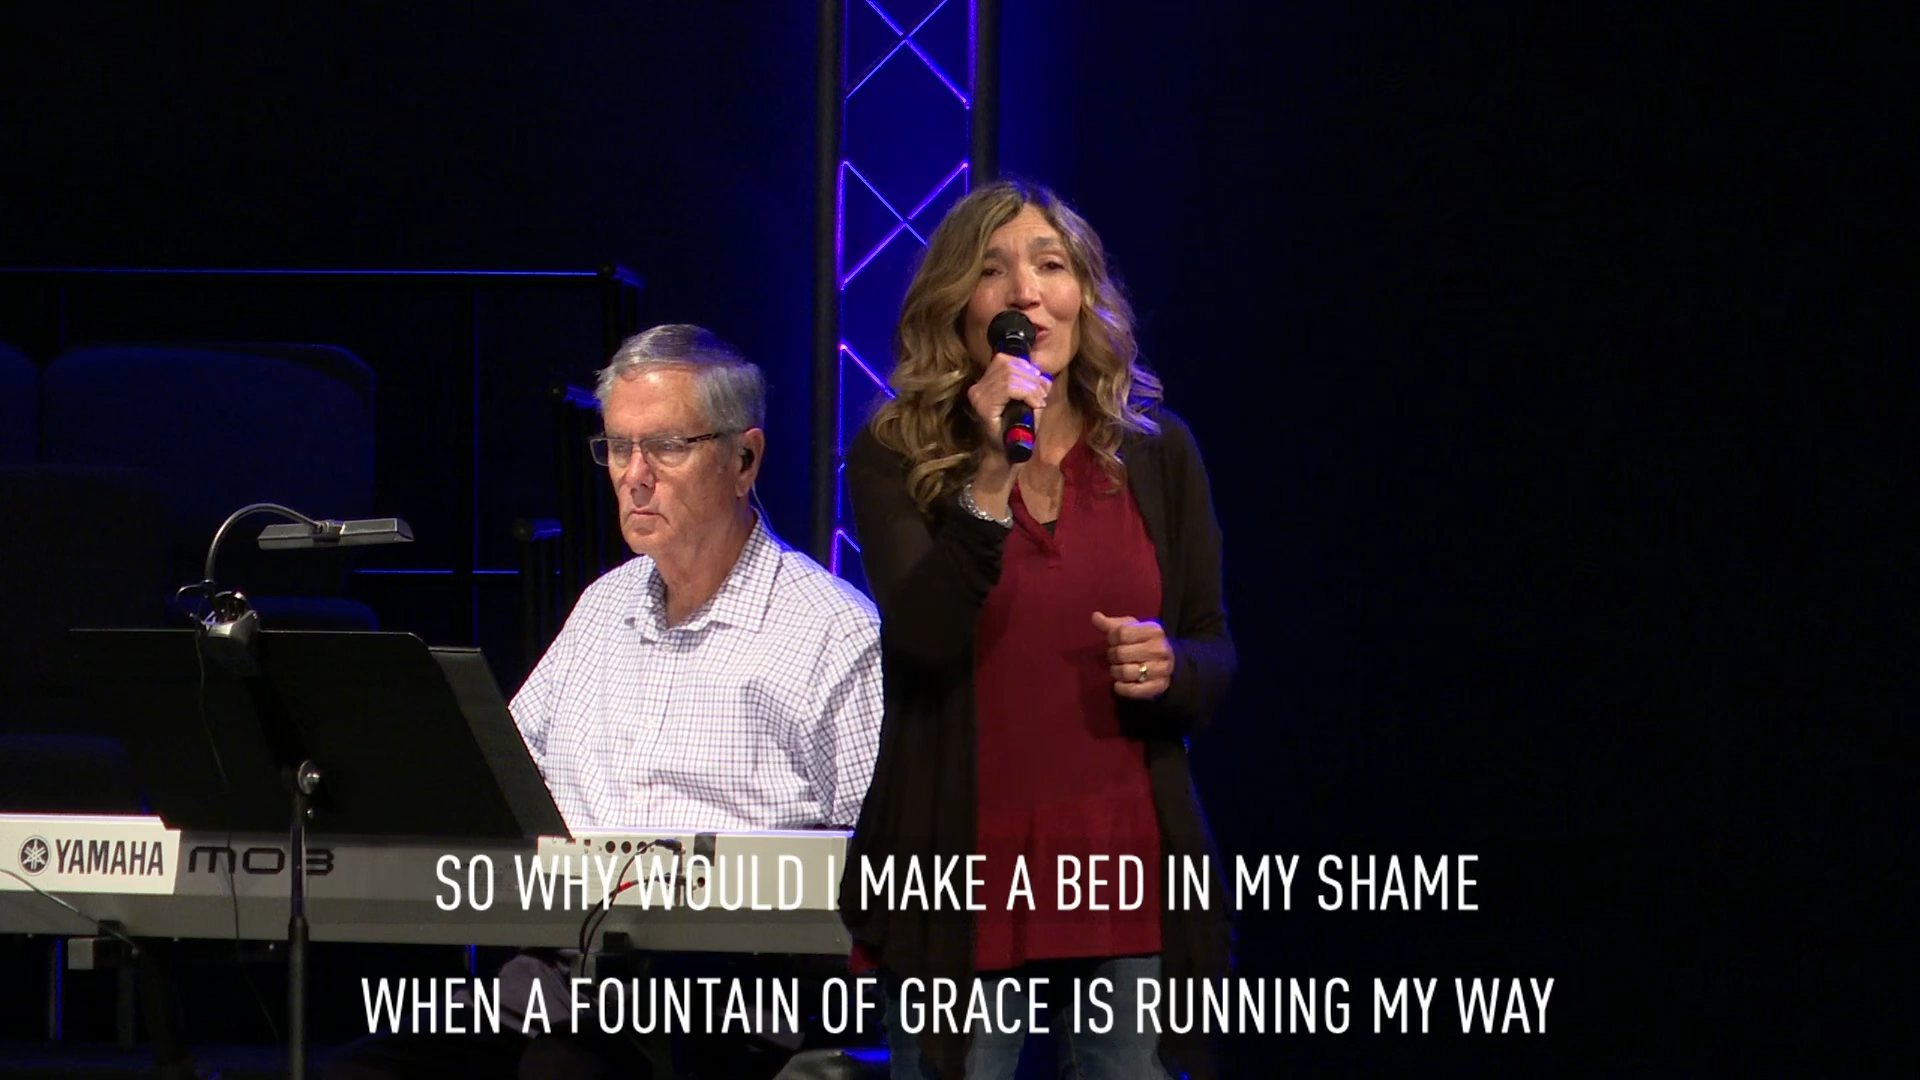 YAMAHA
MO8
SO WHY WOULD I MAKE A BED IN MY SHAME
WHEN A FOUNTAIN OF GRACE IS RUNNING MY WAY